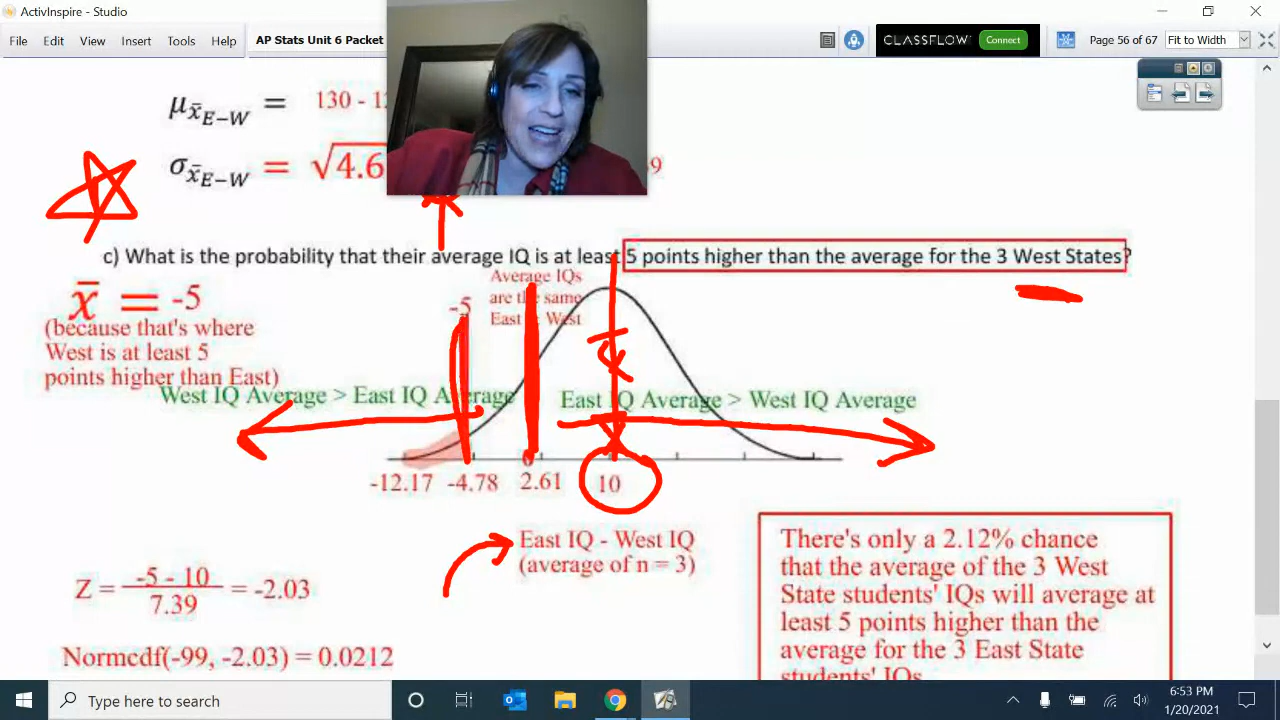 ActivInspire - Studio
File Edit View Insert Tools Help AP Stats Unit 6 Packet CLASSFLOW Connect Page 56 of 67 Fit to Width
μx̄E−W = 130 - 1
σx̄E−W = √4.6 9
c) What is the probability that their average IQ is at least 5 points higher than the average for the 3 West States?
x̄ = -5
(because that's where
West is at least 5
points higher than East)
-5
Average IQs
are the same
East West
West IQ Average > East IQ Average
East IQ Average > West IQ Average
-12.17 -4.78 2.61 10
East IQ - West IQ
(average of n = 3)
Z = -5 - 10 / 7.39 = -2.03
Normcdf(-99, -2.03) = 0.0212
There's only a 2.12% chance
that the average of the 3 West
State students' IQs will average at
least 5 points higher than the
average for the 3 East State
students' IQs
Type here to search
6:53 PM
1/20/2021